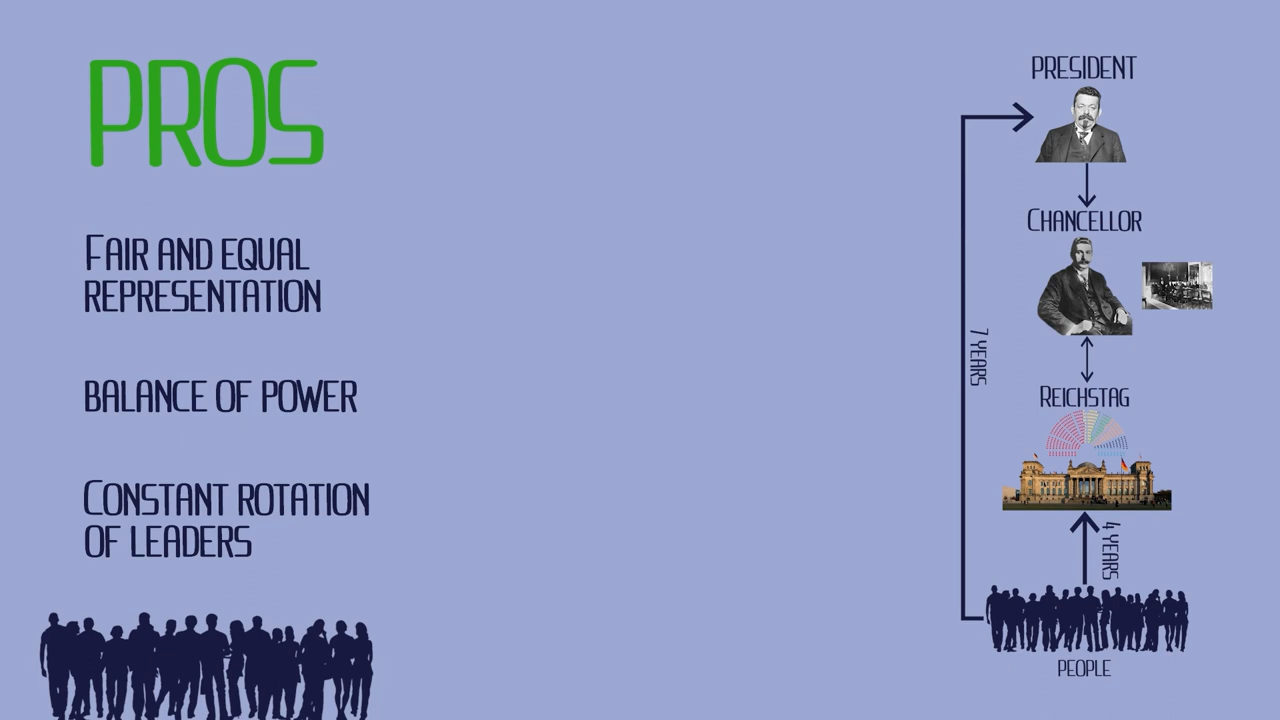 PROS
FAIR AND EQUAL
REPRESENTATION
BALANCE OF POWER
CONSTANT ROTATION
OF LEADERS
PRESIDENT
CHANCELLOR
7 YEARS
REICHSTAG
4 YEARS
PEOPLE